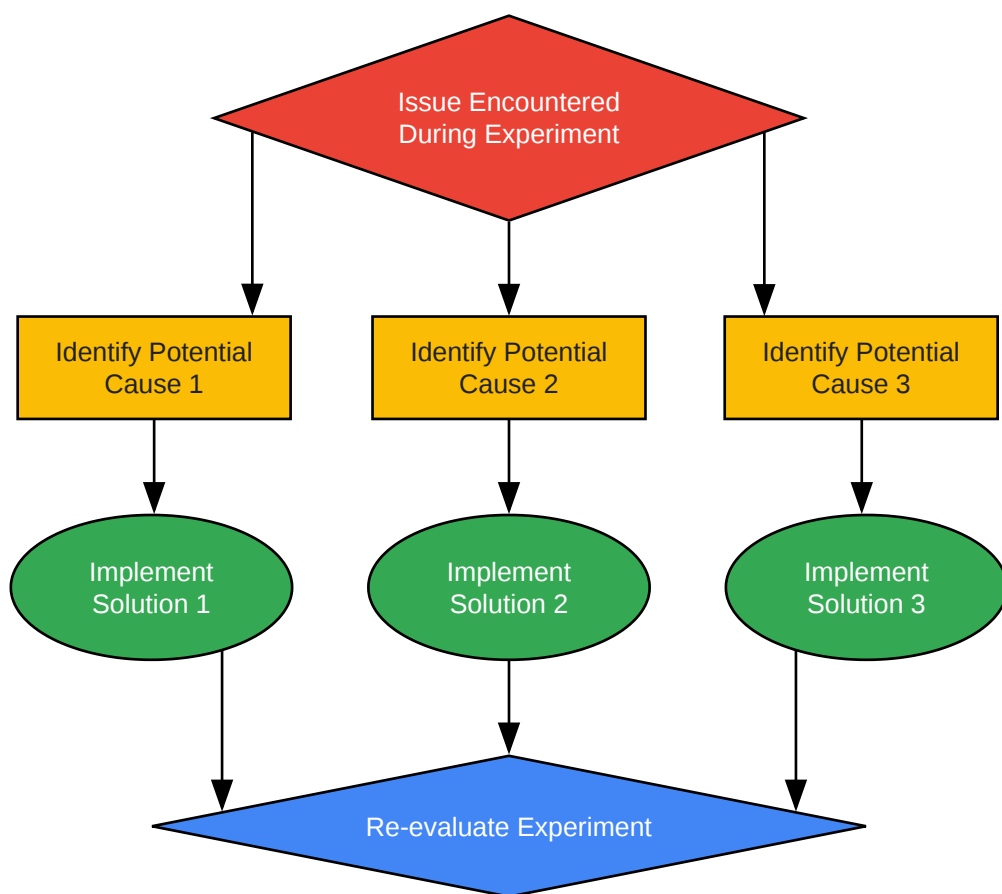 Issue Encountered
During Experiment
Identify Potential
Cause 1
Identify Potential
Cause 2
Identify Potential
Cause 3
Implement
Solution 1
Implement
Solution 2
Implement
Solution 3
Re-evaluate Experiment